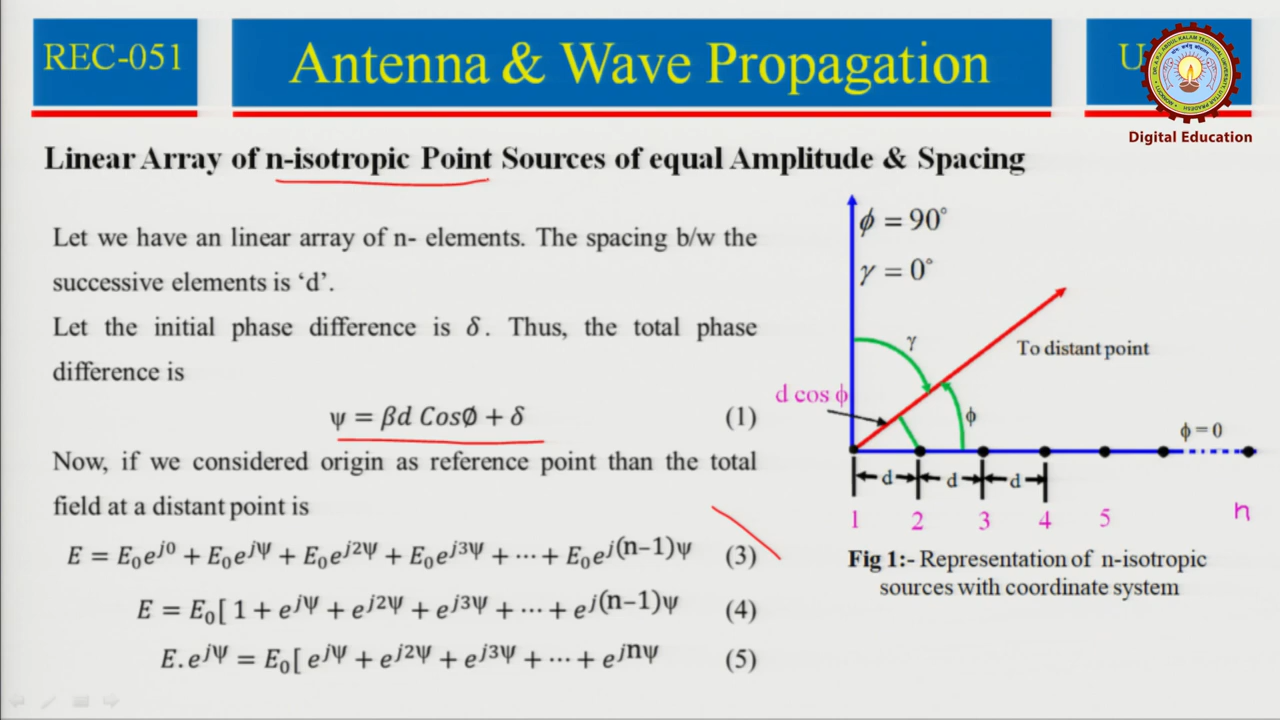 REC-051
Antenna & Wave Propagation
U
Digital Education
Linear Array of n-isotropic Point Sources of equal Amplitude & Spacing
Let we have an linear array of n- elements. The spacing b/w the
successive elements is ‘d’.
Let the initial phase difference is δ. Thus, the total phase
difference is
ψ = βd CosØ + δ (1)
Now, if we considered origin as reference point than the total
field at a distant point is
E = E₀e^{j0} + E₀e^{jψ} + E₀e^{j2ψ} + E₀e^{j3ψ} + ⋯ + E₀e^{j(n−1)ψ} (3)
E = E₀[ 1 + e^{jψ} + e^{j2ψ} + e^{j3ψ} + ⋯ + e^{j(n−1)ψ} (4)
E.e^{jψ} = E₀[ e^{jψ} + e^{j2ψ} + e^{j3ψ} + ⋯ + e^{jnψ} (5)
ϕ = 90°
γ = 0°
γ
To distant point
d cos ϕ
ϕ
ϕ = 0
d d d
1 2 3 4 5 n
Fig 1:- Representation of n-isotropic
sources with coordinate system